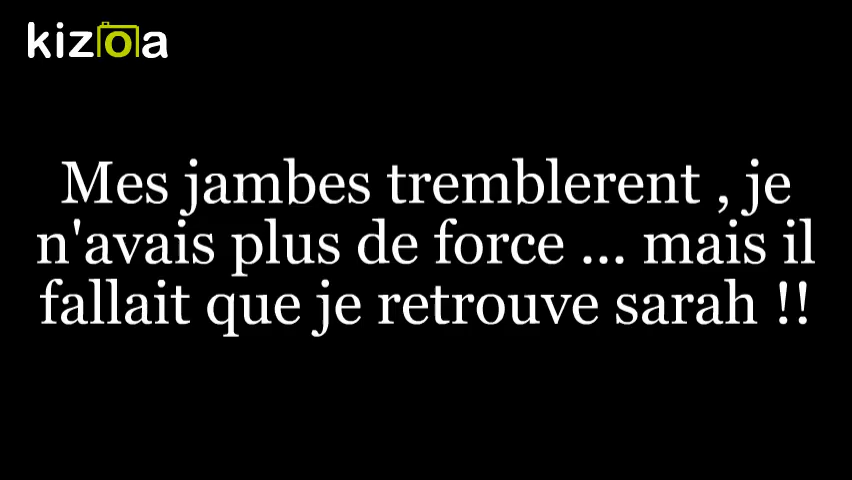 kizoa
Mes jambes tremblerent , je
n'avais plus de force ... mais il
fallait que je retrouve sarah !!